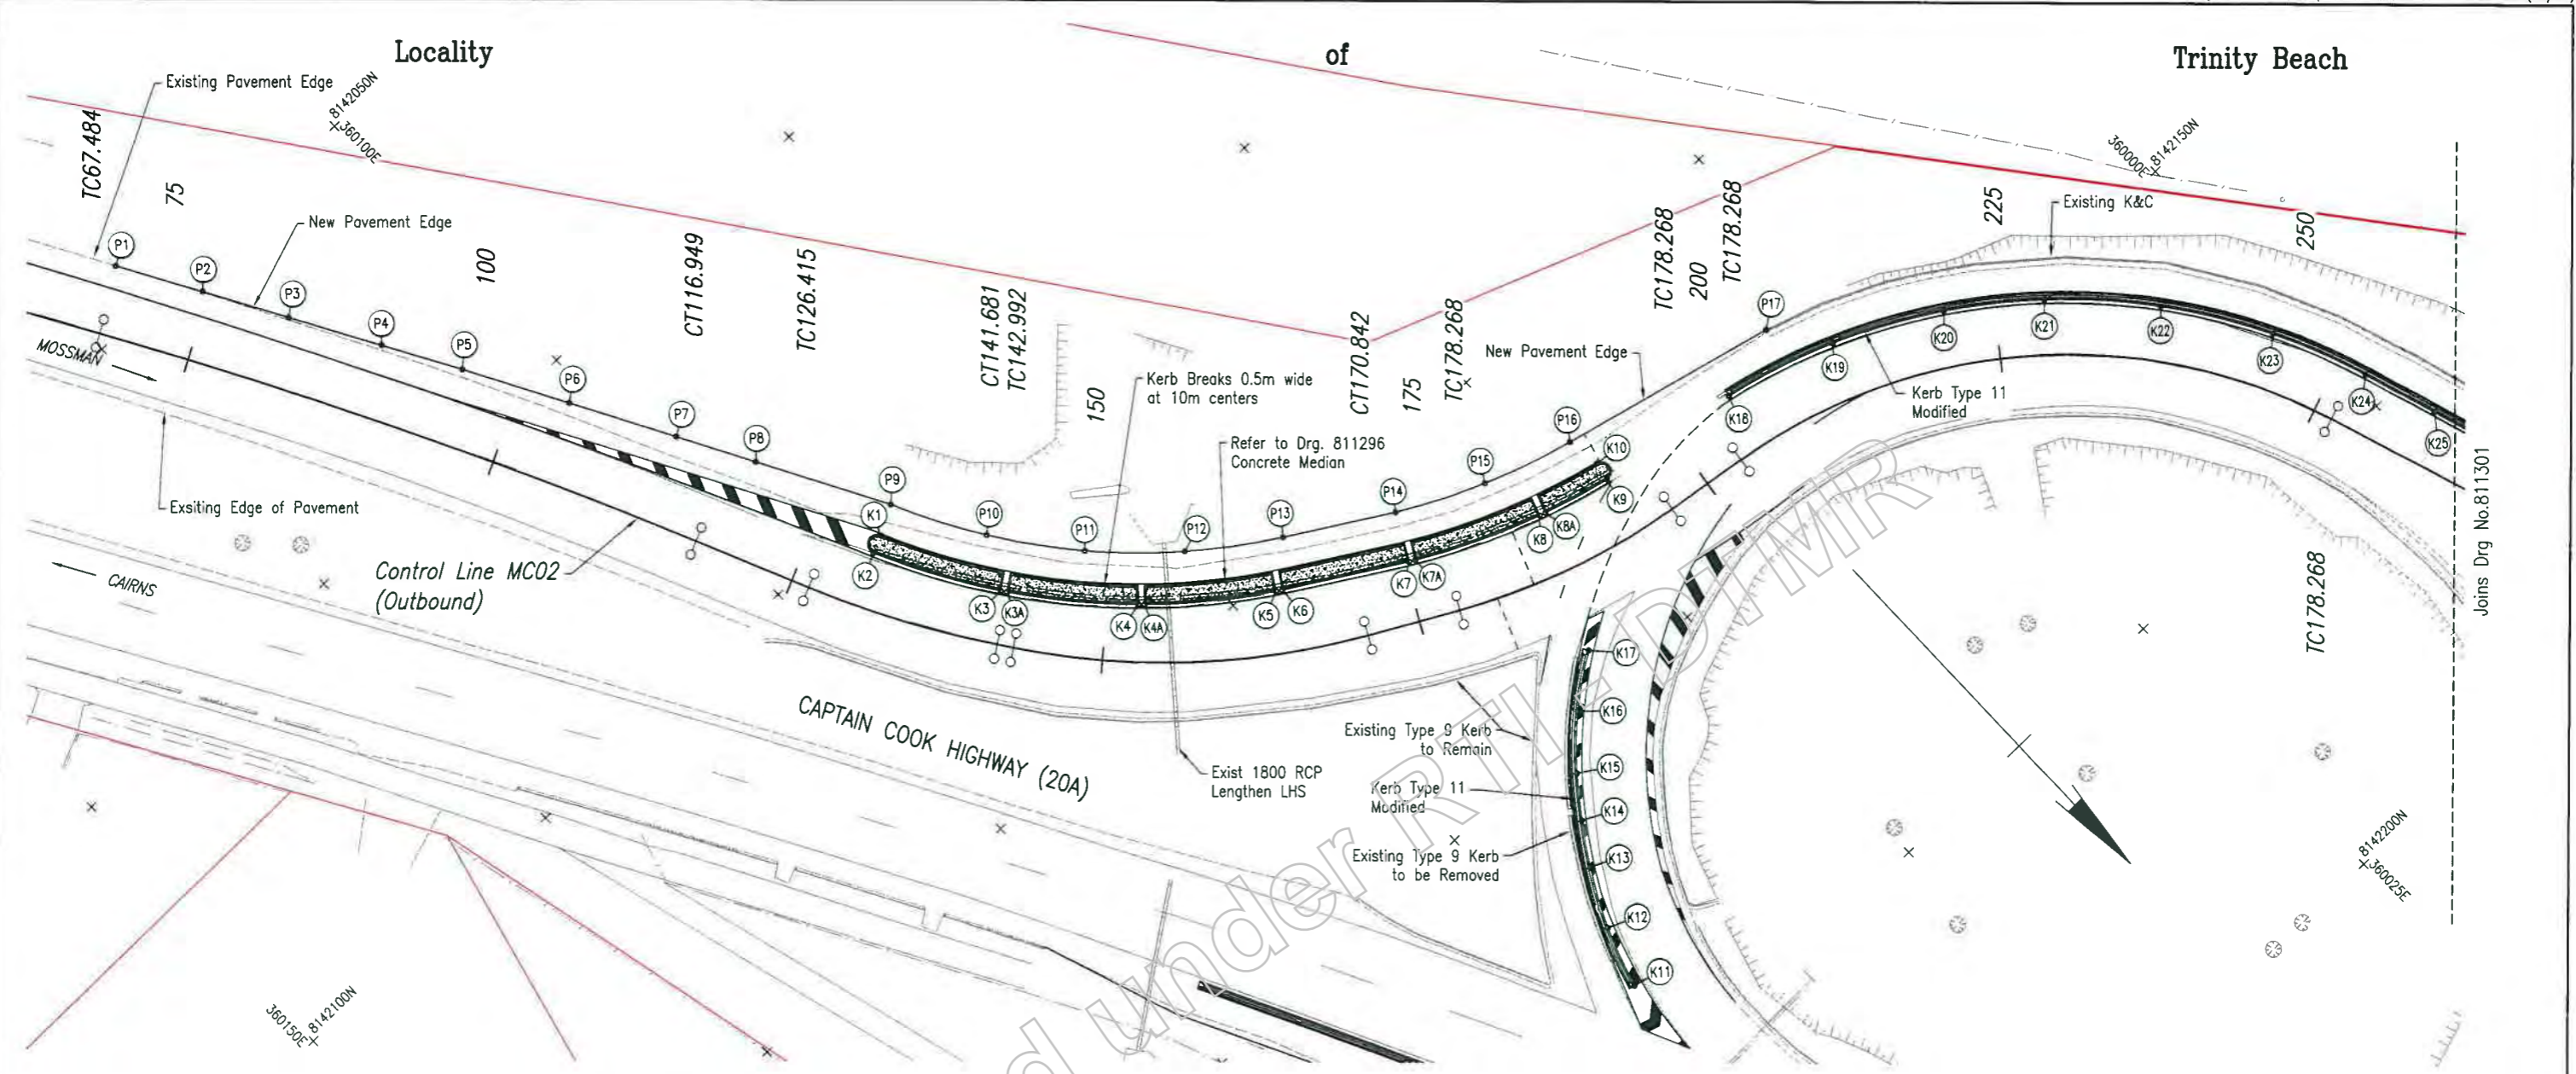 Locality of Trinity Beach
Existing Pavement Edge
8142050N
360100E
TC67.484
75
New Pavement Edge
100
CT116.949
TC126.415
CT141.681
TC142.992
150
CT170.842
175
TC178.268
TC178.268
200
TC178.268
225
250
360000E
8142150N
Existing K&C
P1
P2
P3
P4
P5
P6
P7
P8
P9
P10
P11
P12
P13
P14
P15
P16
P17
New Pavement Edge
Kerb Breaks 0.5m wide
at 10m centers
Refer to Drg. 811296
Concrete Median
MOSSMAN
Exsiting Edge of Pavement
CAIRNS
Control Line MC02
(Outbound)
K1
K2
K3
K3A
K4
K4A
K5
K6
K7
K7A
K8
K8A
K9
K10
K18
K19
K20
K21
K22
K23
K24
K25
Kerb Type 11
Modified
Joins Drg No.811301
TC178.268
CAPTAIN COOK HIGHWAY (20A)
Exist 1800 RCP
Lengthen LHS
Existing Type 9 Kerb
to Remain
Kerb Type 11
Modified
Existing Type 9 Kerb
to be Removed
K17
K16
K15
K14
K13
K12
K11
8142200N
360025E
360150E
8142100N
d under RTI - DTMR